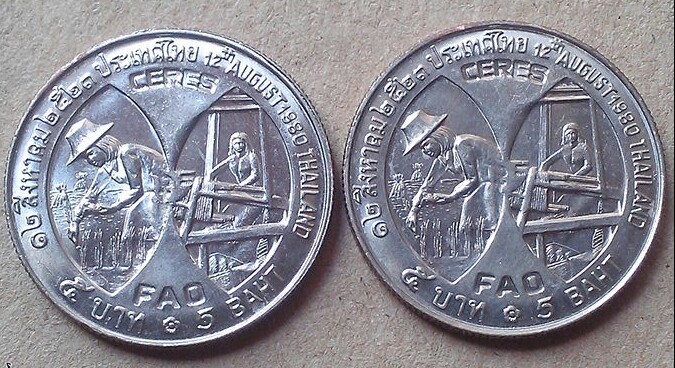 ๑๒ สิงหาคม ๒๕๒๓ ประเทศไทย 12th AUGUST 1980 THAILAND
CERES
FAO
๕ บาท 5 BAHT
๑๒ สิงหาคม ๒๕๒๓ ประเทศไทย 12th AUGUST 1980 THAILAND
CERES
FAO
๕ บาท 5 BAHT